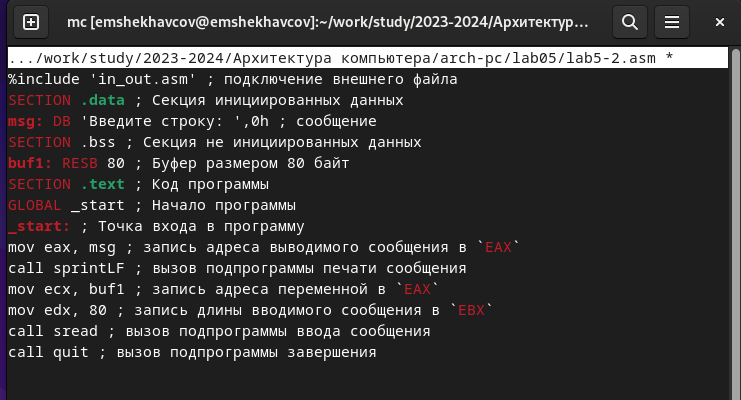 mc [emshekhavcov@emshekhavcov]:~/work/study/2023-2024/Архитектур...
.../work/study/2023-2024/Архитектура компьютера/arch-pc/lab05/lab5-2.asm *
%include 'in_out.asm' ; подключение внешнего файла
SECTION .data ; Секция инициированных данных
msg: DB 'Введите строку: ',0h ; сообщение
SECTION .bss ; Секция не инициированных данных
buf1: RESB 80 ; Буфер размером 80 байт
SECTION .text ; Код программы
GLOBAL _start ; Начало программы
_start: ; Точка входа в программу
mov eax, msg ; запись адреса выводимого сообщения в `EAX`
call sprintLF ; вызов подпрограммы печати сообщения
mov ecx, buf1 ; запись адреса переменной в `EAX`
mov edx, 80 ; запись длины вводимого сообщения в `EBX`
call sread ; вызов подпрограммы ввода сообщения
call quit ; вызов подпрограммы завершения